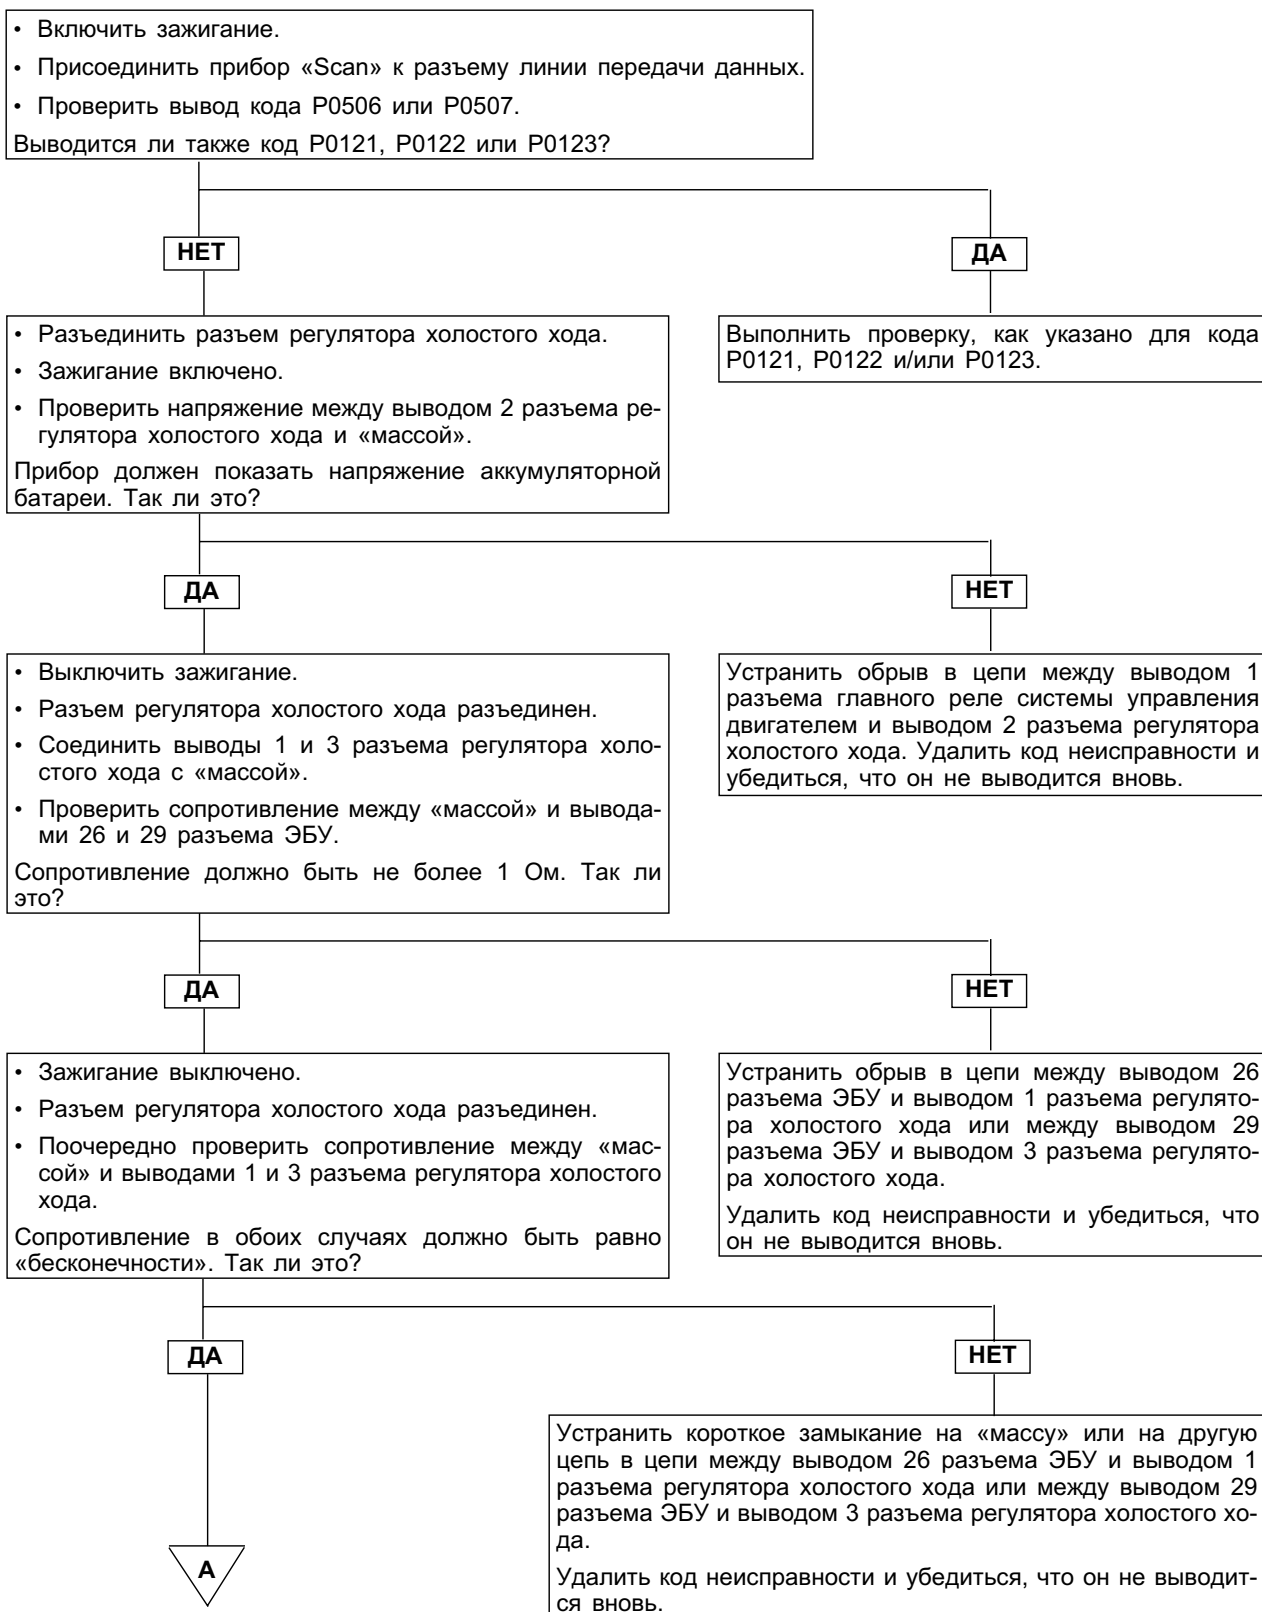 • Включить зажигание.
• Присоединить прибор «Scan» к разъему линии передачи данных.
• Проверить вывод кода P0506 или P0507.
Выводится ли также код P0121, P0122 или P0123?
НЕТ
ДА
• Разъединить разъем регулятора холостого хода.
• Зажигание включено.
• Проверить напряжение между выводом 2 разъема ре-
гулятора холостого хода и «массой».
Прибор должен показать напряжение аккумуляторной
батареи. Так ли это?
Выполнить проверку, как указано для кода
P0121, P0122 и/или P0123.
ДА
НЕТ
• Выключить зажигание.
• Разъем регулятора холостого хода разъединен.
• Соединить выводы 1 и 3 разъема регулятора холо-
стого хода с «массой».
• Проверить сопротивление между «массой» и вывода-
ми 26 и 29 разъема ЭБУ.
Сопротивление должно быть не более 1 Ом. Так ли
это?
Устранить обрыв в цепи между выводом 1
разъема главного реле системы управления
двигателем и выводом 2 разъема регулятора
холостого хода. Удалить код неисправности и
убедиться, что он не выводится вновь.
ДА
НЕТ
• Зажигание выключено.
• Разъем регулятора холостого хода разъединен.
• Поочередно проверить сопротивление между «мас-
сой» и выводами 1 и 3 разъема регулятора холостого
хода.
Сопротивление в обоих случаях должно быть равно
«бесконечности». Так ли это?
Устранить обрыв в цепи между выводом 26
разъема ЭБУ и выводом 1 разъема регулято-
ра холостого хода или между выводом 29
разъема ЭБУ и выводом 3 разъема регулято-
ра холостого хода.
Удалить код неисправности и убедиться, что
он не выводится вновь.
ДА
НЕТ
А
Устранить короткое замыкание на «массу» или на другую
цепь в цепи между выводом 26 разъема ЭБУ и выводом 1
разъема регулятора холостого хода или между выводом 29
разъема ЭБУ и выводом 3 разъема регулятора холостого хо-
да.
Удалить код неисправности и убедиться, что он не выводит-
ся вновь.